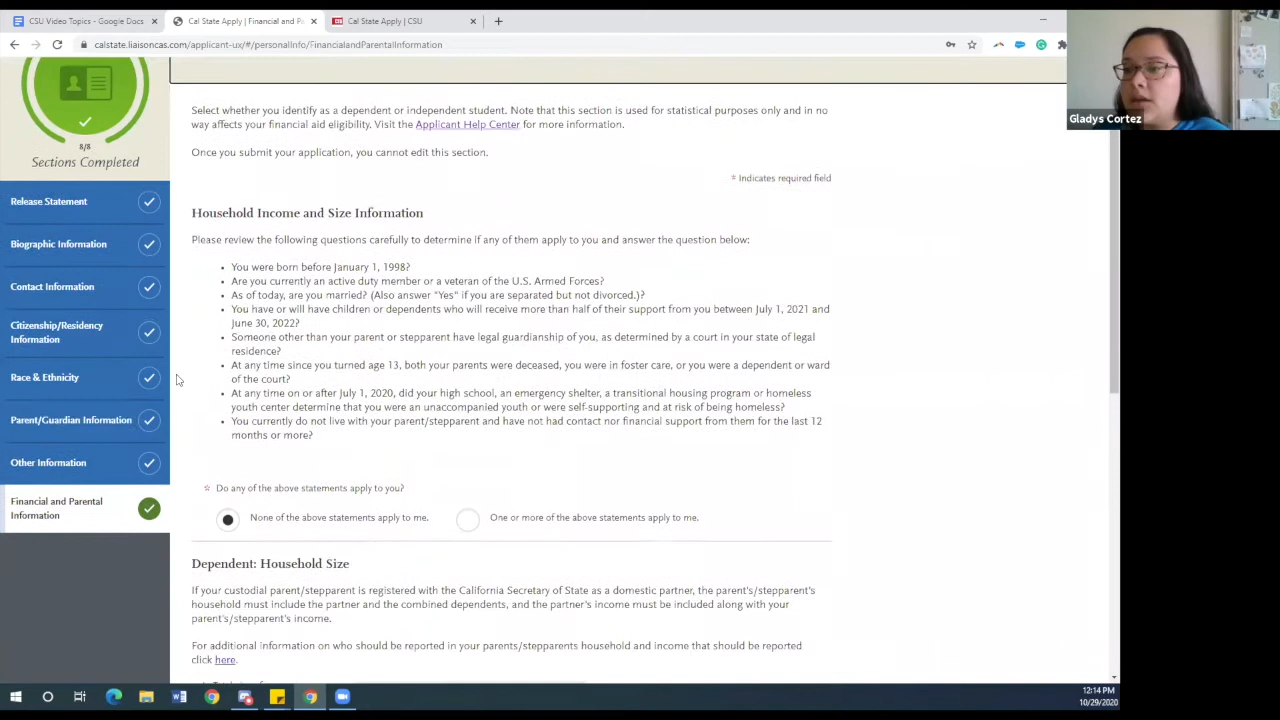 CSU Video Topics - Google Docs
Cal State Apply | Financial and Pa
Cal State Apply | CSU
calstate.liaisoncas.com/applicant-ux/#/personalInfo/FinancialandParentalInformation
Gladys Cortez
8/8
Sections Completed
Release Statement
Biographic Information
Contact Information
Citizenship/Residency
Information
Race & Ethnicity
Parent/Guardian Information
Other Information
Financial and Parental
Information
Select whether you identify as a dependent or independent student. Note that this section is used for statistical purposes only and in no
way affects your financial aid eligibility. Visit the Applicant Help Center for more information.
Once you submit your application, you cannot edit this section.
* Indicates required field
Household Income and Size Information
Please review the following questions carefully to determine if any of them apply to you and answer the question below:
• You were born before January 1, 1998?
• Are you currently an active duty member or a veteran of the U.S. Armed Forces?
• As of today, are you married? (Also answer "Yes" if you are separated but not divorced.)?
• You have or will have children or dependents who will receive more than half of their support from you between July 1, 2021 and
June 30, 2022?
• Someone other than your parent or stepparent have legal guardianship of you, as determined by a court in your state of legal
residence?
• At any time since you turned age 13, both your parents were deceased, you were in foster care, or you were a dependent or ward
of the court?
• At any time on or after July 1, 2020, did your high school, an emergency shelter, a transitional housing program or homeless
youth center determine that you were an unaccompanied youth or were self-supporting and at risk of being homeless?
• You currently do not live with your parent/stepparent and have not had contact nor financial support from them for the last 12
months or more?
* Do any of the above statements apply to you?
None of the above statements apply to me.
One or more of the above statements apply to me.
Dependent: Household Size
If your custodial parent/stepparent is registered with the California Secretary of State as a domestic partner, the parent's/stepparent's
household must include the partner and the combined dependents, and the partner's income must be included along with your
parent's/stepparent's income.
For additional information on who should be reported in your parents/stepparents household and income that should be reported
click here.
12:14 PM
10/29/2020